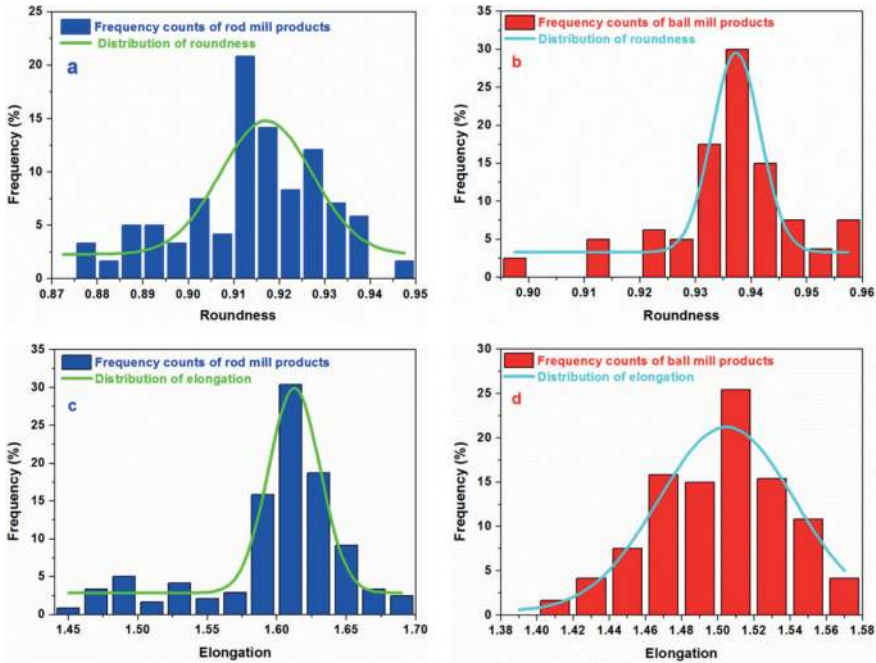 Frequency counts of rod mill products
Distribution of roundness
a
25
20
15
10
5
0
Frequency (%)
0.87 0.88 0.89 0.90 0.91 0.92 0.93 0.94 0.95
Roundness
Frequency counts of ball mill products
Distribution of roundness
b
35
30
25
20
15
10
5
0
Frequency (%)
0.90 0.91 0.92 0.93 0.94 0.95 0.96
Roundness
Frequency counts of rod mill products
Distribution of elongation
c
35
30
25
20
15
10
5
0
Frequency (%)
1.45 1.50 1.55 1.60 1.65 1.70
Elongation
Frequency counts of ball mill products
Distribution of elongation
d
30
25
20
15
10
5
0
Frequency (%)
1.38 1.40 1.42 1.44 1.46 1.48 1.50 1.52 1.54 1.56 1.58
Elongation